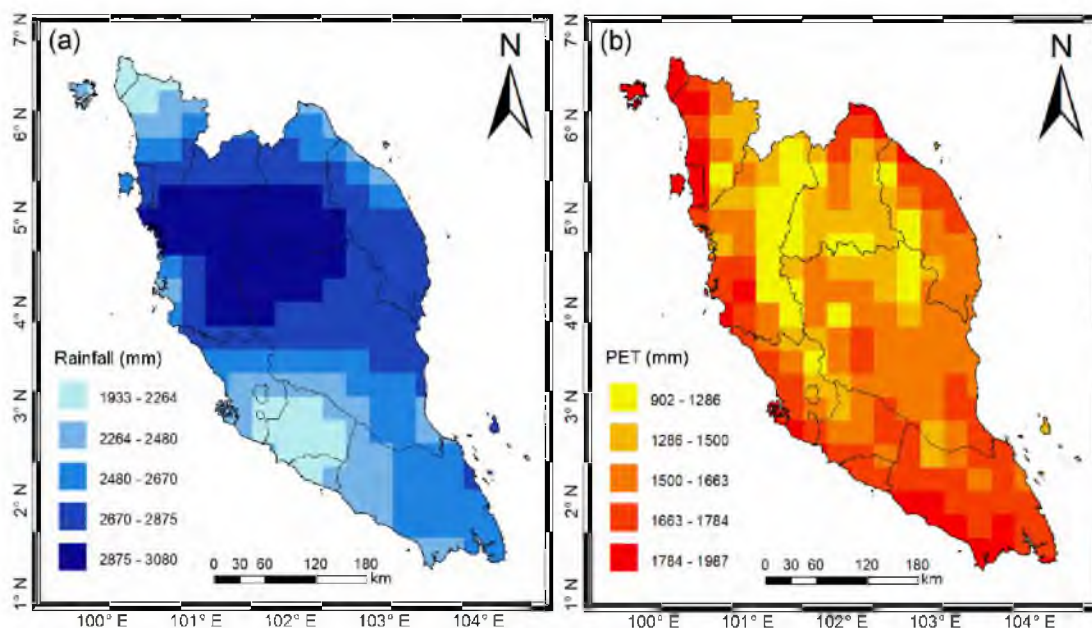 (a)
N
7° N
6° N
5° N
4° N
3° N
2° N
1° N
Rainfall (mm)
1933 - 2264
2264 - 2480
2480 - 2670
2670 - 2875
2875 - 3080
0 30 60 120 180
km
100° E 101° E 102° E 103° E 104° E
(b)
N
7° N
6° N
5° N
4° N
3° N
2° N
1° N
PET (mm)
902 - 1286
1286 - 1500
1500 - 1663
1663 - 1784
1784 - 1987
0 30 60 120 180
km
100° E 101° E 102° E 103° E 104° E